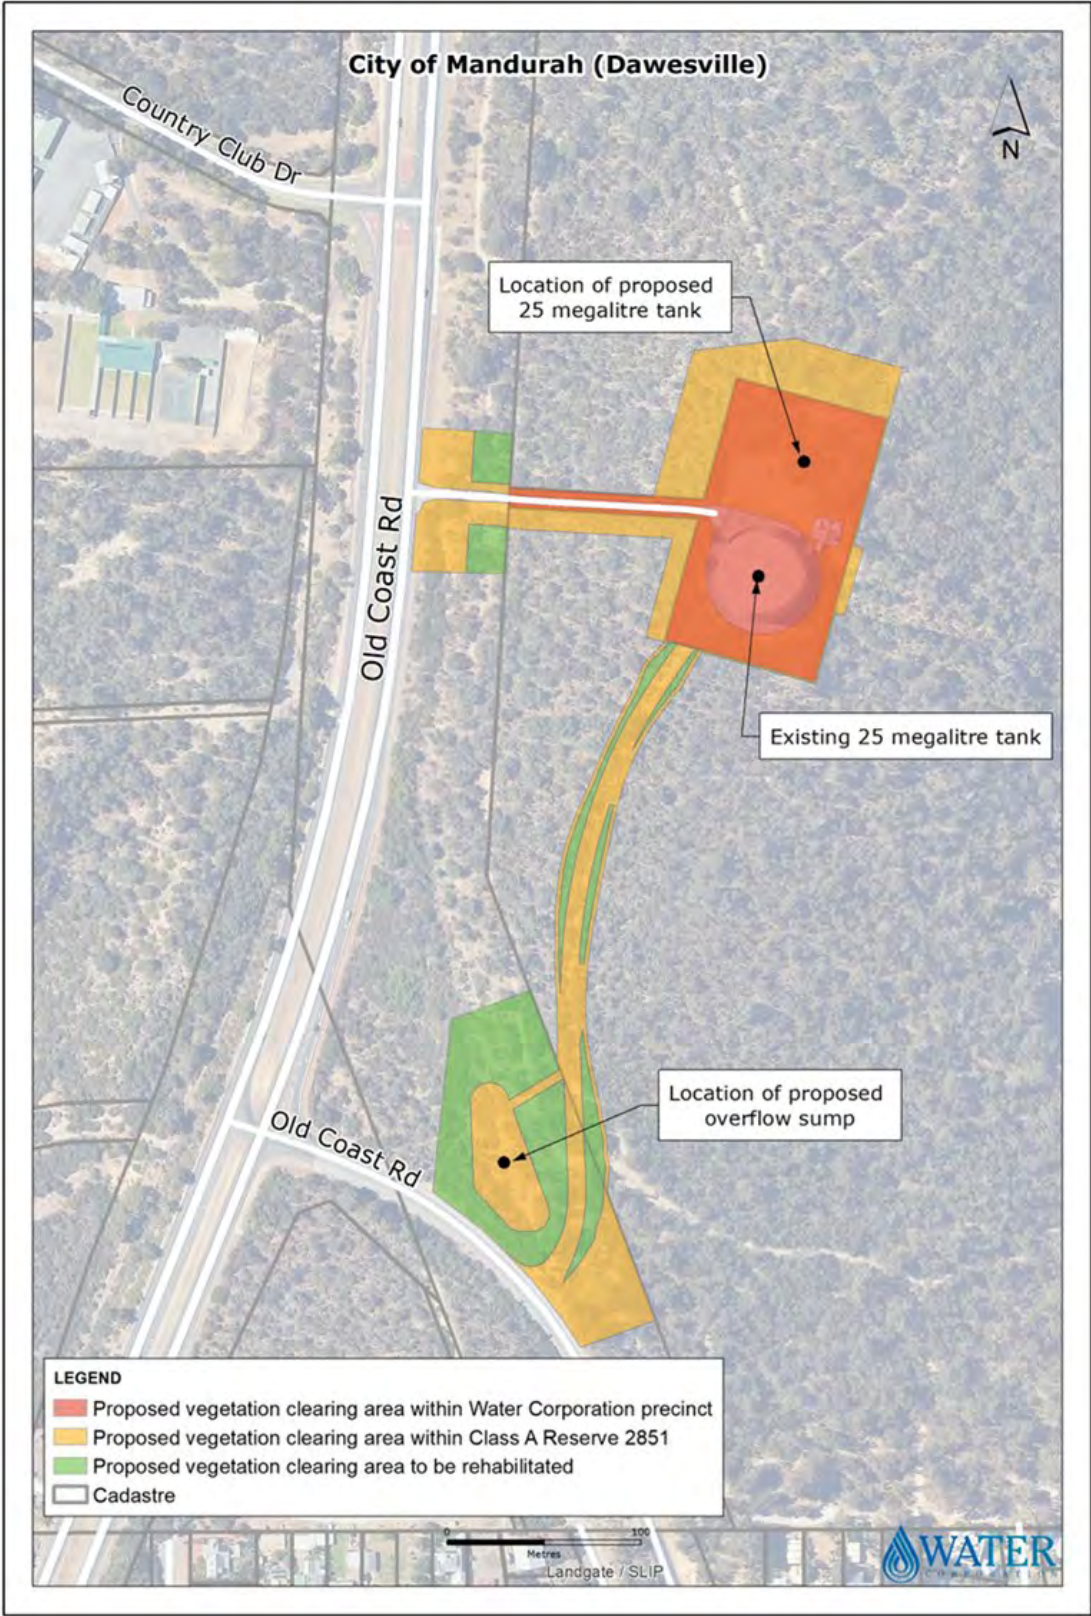 City of Mandurah (Dawesville)
Country Club Dr
N
Location of proposed
25 megalitre tank
Old Coast Rd
Existing 25 megalitre tank
Location of proposed
overflow sump
Old Coast Rd
LEGEND
Proposed vegetation clearing area within Water Corporation precinct
Proposed vegetation clearing area within Class A Reserve 2851
Proposed vegetation clearing area to be rehabilitated
Cadastre
0 100
Metres
Landgate / SLIP
WATER
CORPORATION